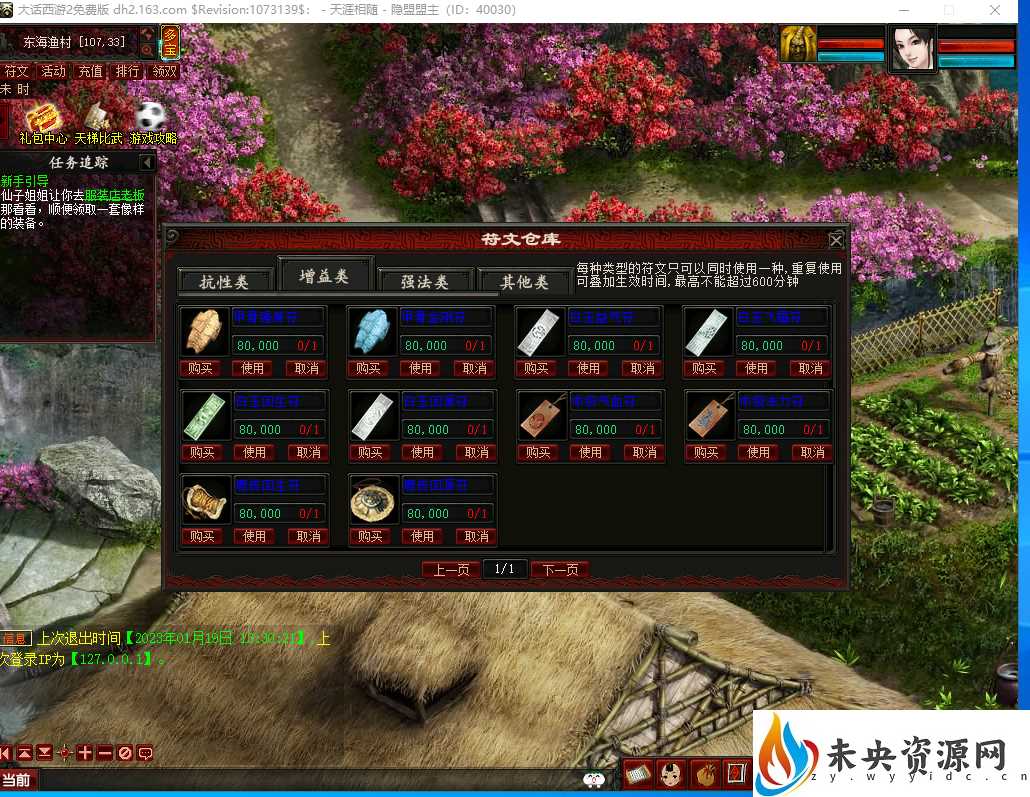 大话西游2免费版 dh2.163.com $Revision:1073139$: - 天涯相随 - 隐盟盟主 (ID: 40030)
东海渔村 [107,33]
多宝
符文 活动 充值 排行 领双
未 时
礼包中心 天梯比武 游戏攻略
任务追踪
新手引导
仙子姐姐让你去服装店老板
那看看，顺便领取一套像样
的装备。
符文仓库
抗性类 增益类 强法类 其他类
每种类型的符文只可以同时使用一种,重复使用
可叠加生效时间,最高不能超过600分钟
80,000 0/1 80,000 0/1 80,000 0/1 80,000 0/1
购买 使用 取消 购买 使用 取消 购买 使用 取消 购买 使用 取消
80,000 0/1 80,000 0/1 80,000 0/1 80,000 0/1
购买 使用 取消 购买 使用 取消 购买 使用 取消 购买 使用 取消
80,000 0/1 80,000 0/1
购买 使用 取消 购买 使用 取消
上一页 1/1 下一页
信息 上次退出时间【2023年01月19日 15:30:21】,上
次登录IP为【127.0.0.1】。
当前
未央资源网
zy.wyyidc.cn